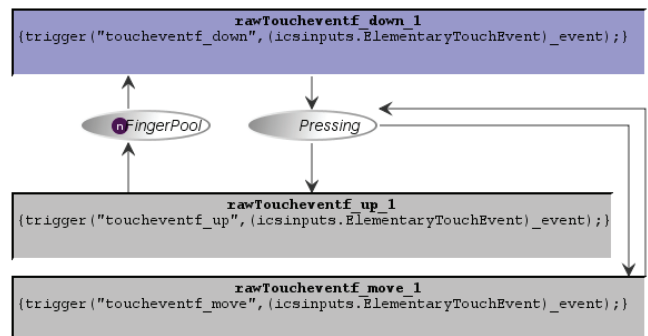 rawToucheventf_down_1
{trigger("toucheventf_down",(icsinputs.ElementaryTouchEvent)_event);}
n FingerPool Pressing
rawToucheventf_up_1
{trigger("toucheventf_up",(icsinputs.ElementaryTouchEvent)_event);}
rawToucheventf_move_1
{trigger("toucheventf_move",(icsinputs.ElementaryTouchEvent)_event);}